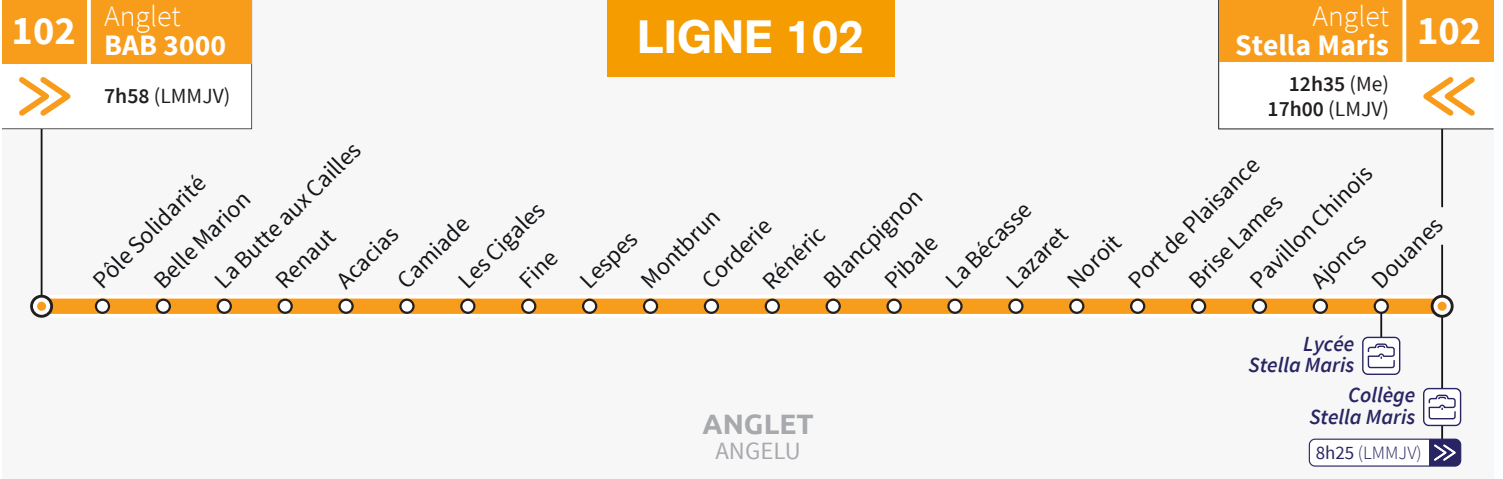 102
Anglet
BAB 3000
7h58 (LMMJV)
LIGNE 102
Anglet
Stella Maris
102
12h35 (Me)
17h00 (LMJV)
Pôle Solidarité
Belle Marion
La Butte aux Cailles
Renaut
Acacias
Camiade
Les Cigales
Fine
Lespes
Montbrun
Corderie
Rénéric
Blancpignon
Pibale
La Bécasse
Lazaret
Noroit
Port de Plaisance
Brise Lames
Pavillon Chinois
Ajoncs
Douanes
Lycée
Stella Maris
Collège
Stella Maris
8h25 (LMMJV)
ANGLET
ANGELU